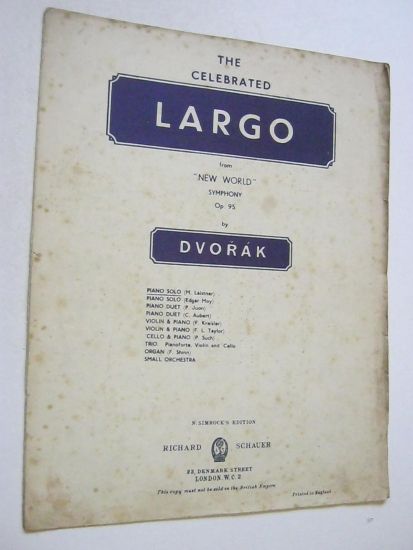 THE
CELEBRATED
LARGO
from
"NEW WORLD"
SYMPHONY
Op. 95
by
DVOŘÁK
PIANO SOLO (M. Leistner)
PIANO SOLO (Edgar Moy)
PIANO DUET (P. Juon)
PIANO DUET (C. Aubert)
VIOLIN & PIANO (F. Kreisler)
VIOLIN & PIANO (F. L. Taylor)
'CELLO & PIANO (P. Such)
TRIO Pianoforte, Violin and Cello
ORGAN (F. Shinn)
SMALL ORCHESTRA
N. SIMROCK'S EDITION
RICHARD SCHAUER
23, DENMARK STREET
LONDON W.C. 2
This copy must not be sold in the British Empire
Printed in England